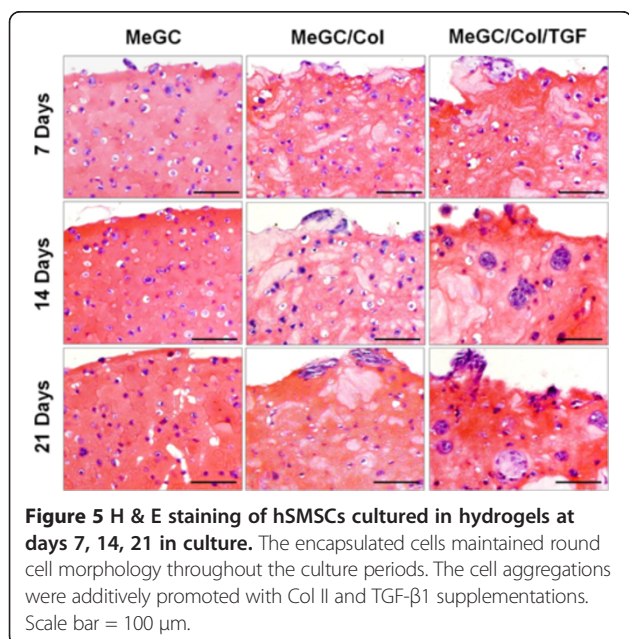 MeGC MeGC/Col MeGC/Col/TGF
7 Days
14 Days
21 Days
Figure 5 H & E staining of hSMSCs cultured in hydrogels at
days 7, 14, 21 in culture. The encapsulated cells maintained round
cell morphology throughout the culture periods. The cell aggregations
were additively promoted with Col II and TGF-β1 supplementations.
Scale bar = 100 μm.